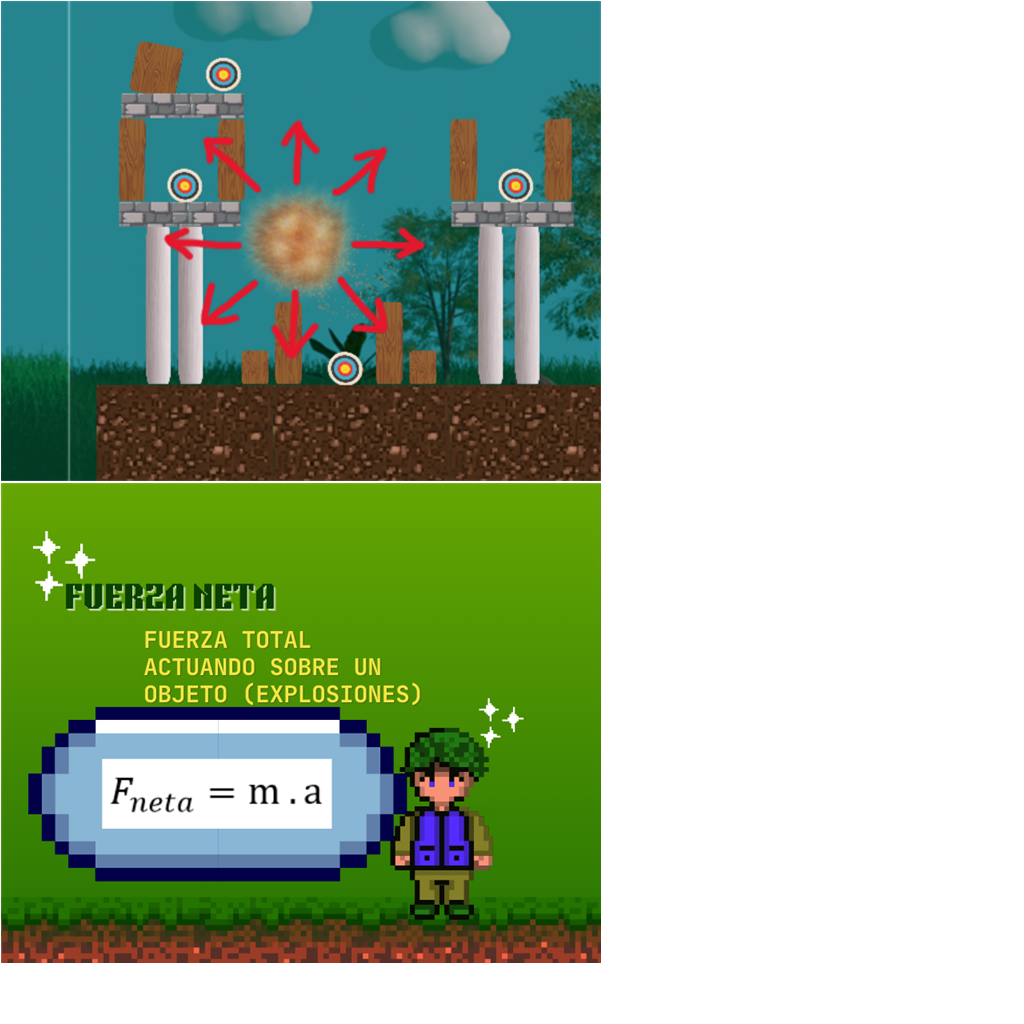 FUERZA NETA
FUERZA TOTAL
ACTUANDO SOBRE UN
OBJETO (EXPLOSIONES)
F_neta = m . a